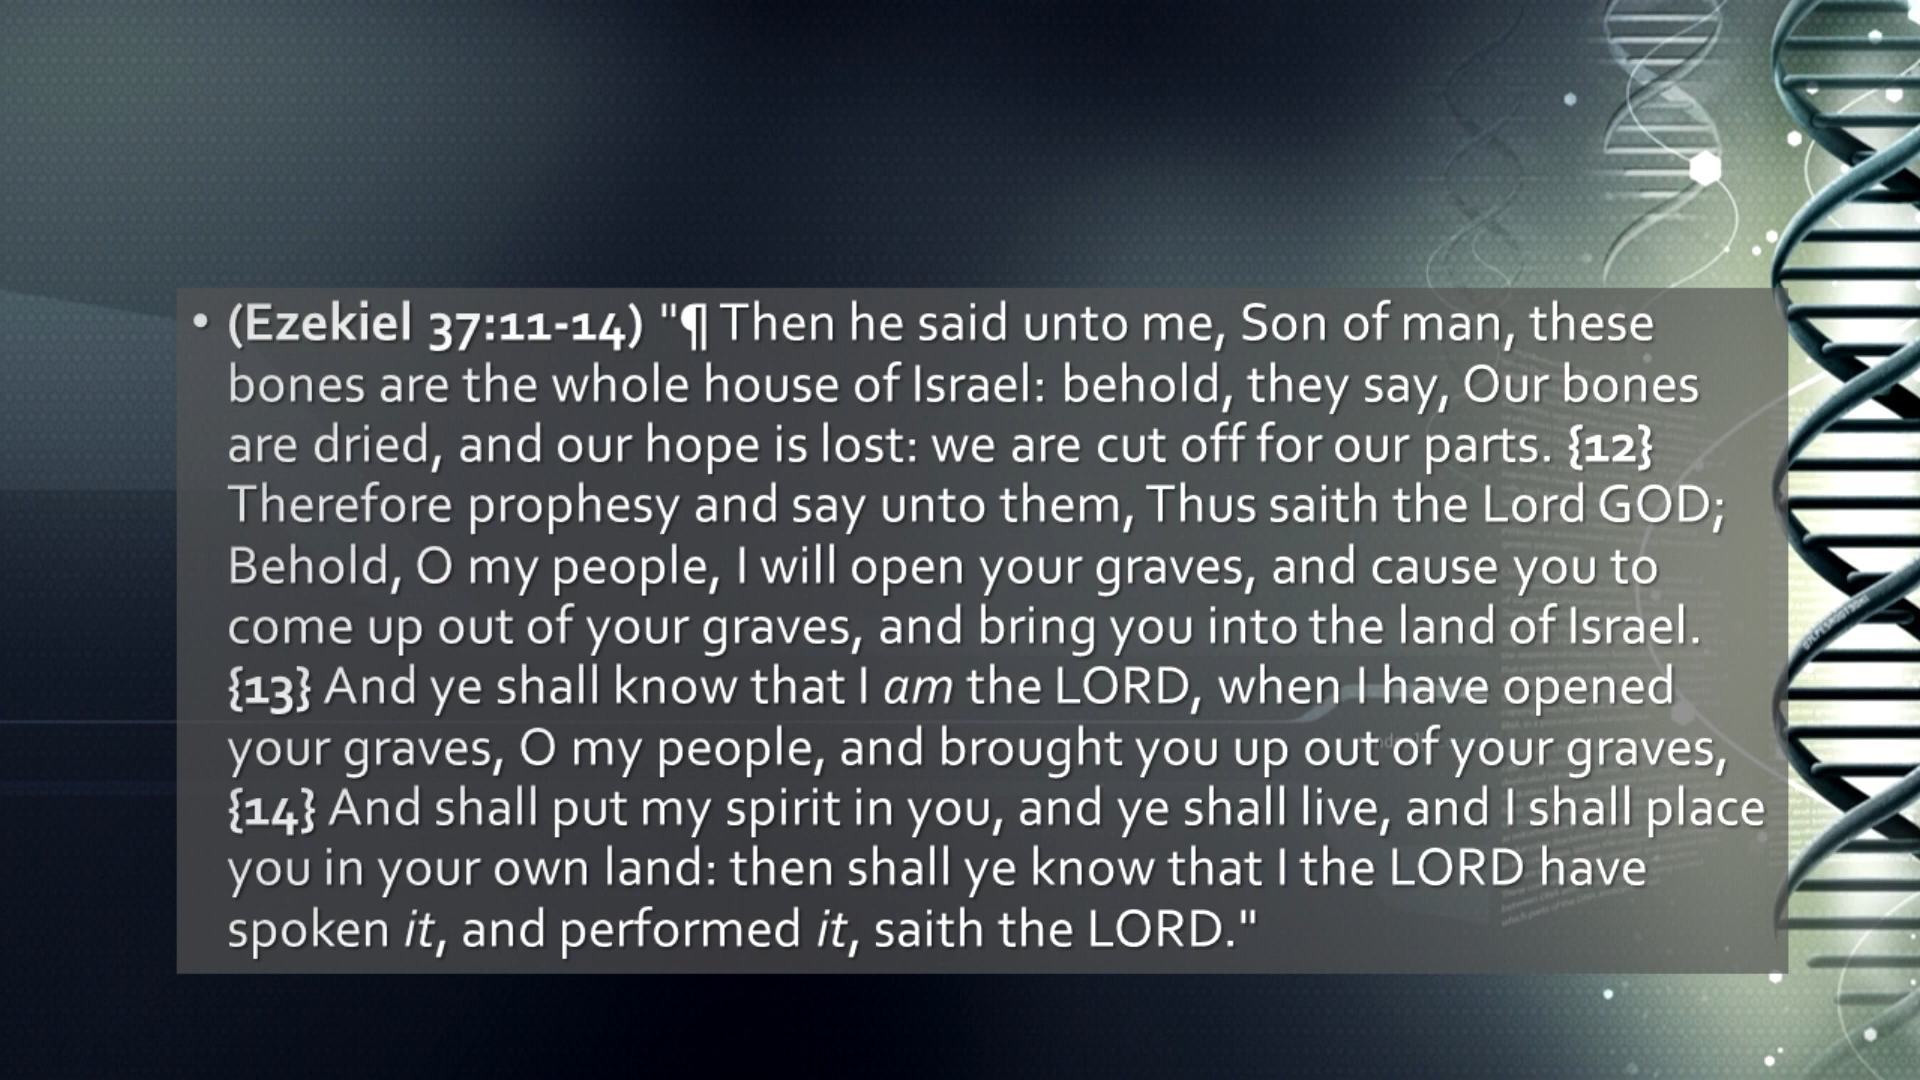 • (Ezekiel 37:11-14) "¶ Then he said unto me, Son of man, these
bones are the whole house of Israel: behold, they say, Our bones
are dried, and our hope is lost: we are cut off for our parts. {12}
Therefore prophesy and say unto them, Thus saith the Lord GOD;
Behold, O my people, I will open your graves, and cause you to
come up out of your graves, and bring you into the land of Israel.
{13} And ye shall know that I am the LORD, when I have opened
your graves, O my people, and brought you up out of your graves,
{14} And shall put my spirit in you, and ye shall live, and I shall place
you in your own land: then shall ye know that I the LORD have
spoken it, and performed it, saith the LORD."